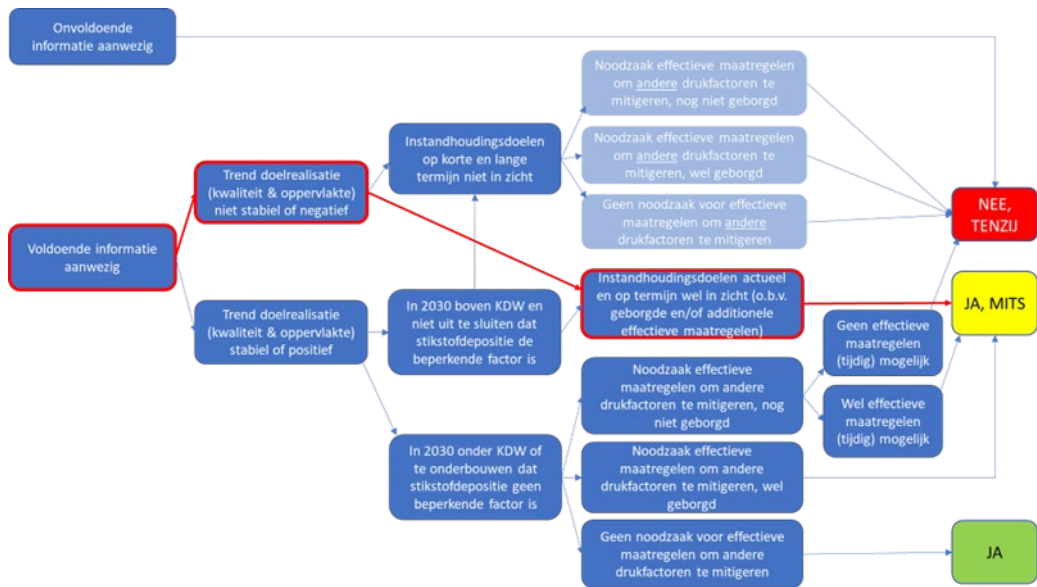 Onvoldoende
informatie aanwezig
Noodzaak effectieve maatregelen
om andere drukfactoren te
mitigeren, nog niet geborgd
Instandhoudingsdoelen
op korte en lange
termijn niet in zicht
Noodzaak effectieve maatregelen
om andere drukfactoren te
mitigeren, wel geborgd
Trend doelrealisatie
(kwaliteit & oppervlakte)
niet stabiel of negatief
Geen noodzaak voor effectieve
maatregelen om andere
drukfactoren te mitigeren
NEE,
TENZIJ
Voldoende informatie
aanwezig
Instandhoudingsdoelen actueel
en op termijn wel in zicht (o.b.v.
geborgde en/of additionele
effectieve maatregelen)
JA, MITS
Trend doelrealisatie
(kwaliteit & oppervlakte)
stabiel of positief
In 2030 boven KDW en
niet uit te sluiten dat
stikstofdepositie de
beperkende factor is
Geen effectieve
maatregelen
(tijdig) mogelijk
Noodzaak effectieve
maatregelen om andere
drukfactoren te mitigeren, nog
niet geborgd
Wel effectieve
maatregelen
(tijdig) mogelijk
In 2030 onder KDW of
te onderbouwen dat
stikstofdepositie geen
beperkende factor is
Noodzaak effectieve
maatregelen om andere
drukfactoren te mitigeren, wel
geborgd
Geen noodzaak voor effectieve
maatregelen om andere
drukfactoren te mitigeren
JA